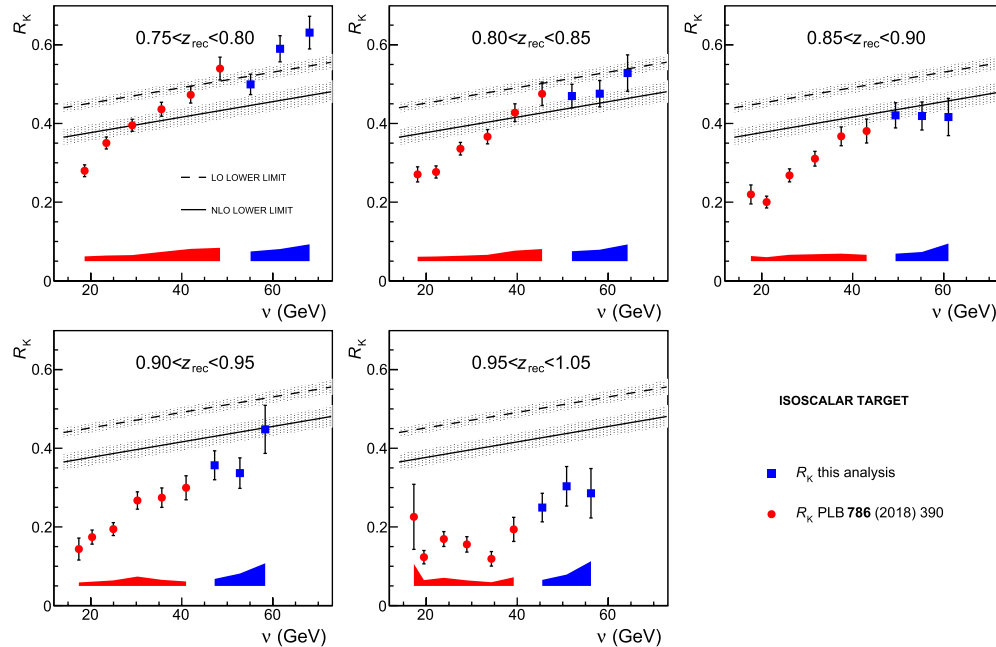 R_K
0.6
0.4
0.2
0
0.75<z_rec<0.80
LO LOWER LIMIT
NLO LOWER LIMIT
20 40 60
ν (GeV)
R_K
0.6
0.4
0.2
0
0.80<z_rec<0.85
20 40 60
ν (GeV)
R_K
0.6
0.4
0.2
0
0.85<z_rec<0.90
20 40 60
ν (GeV)
R_K
0.6
0.4
0.2
0
0.90<z_rec<0.95
20 40 60
ν (GeV)
R_K
0.6
0.4
0.2
0
0.95<z_rec<1.05
20 40 60
ν (GeV)
ISOSCALAR TARGET
R_K this analysis
R_K PLB 786 (2018) 390